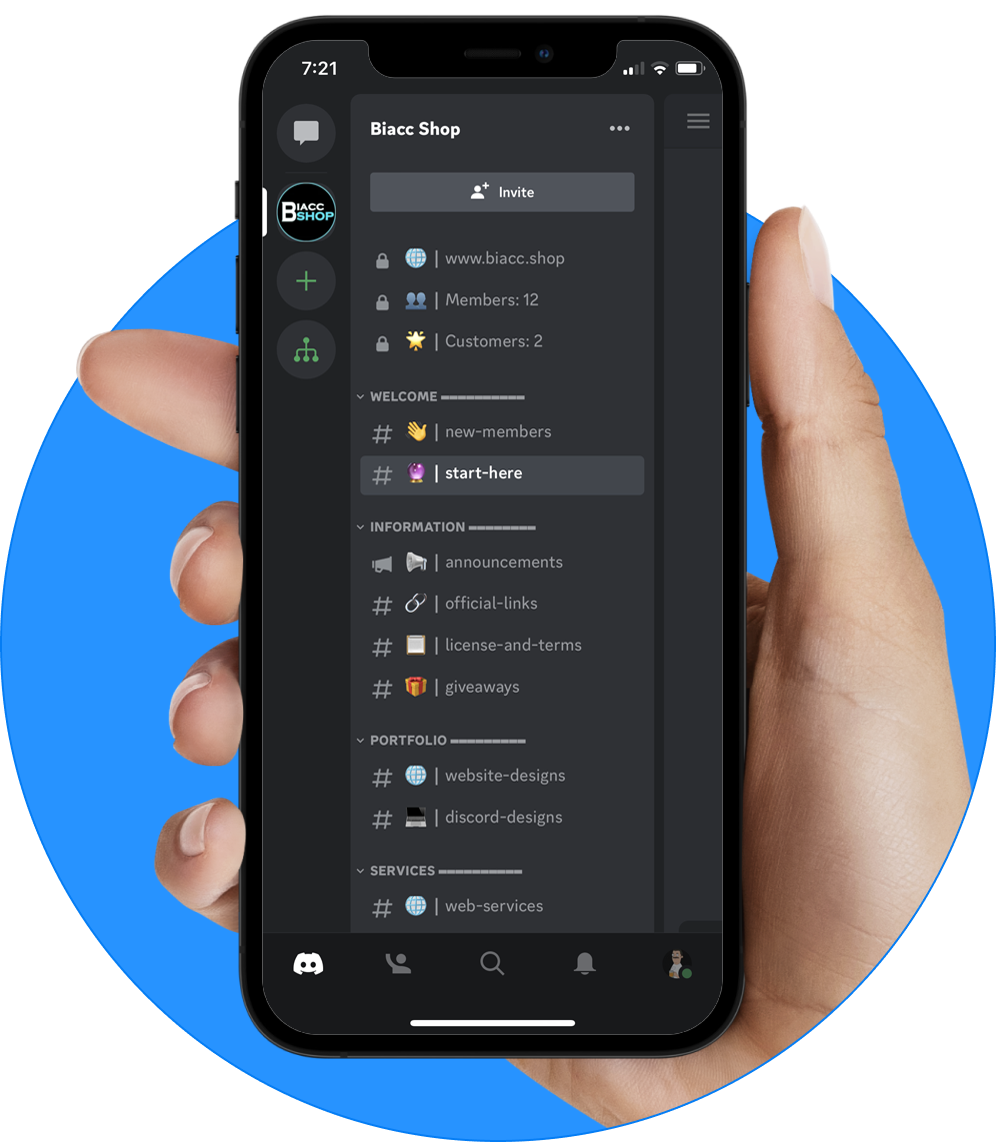 7:21
Biacc Shop
Invite
BIACC
SHOP
🌐 | www.biacc.shop
👥 | Members: 12
🌟 | Customers: 2
WELCOME ▬▬▬▬▬▬▬
# 👋 | new-members
# 🔮 | start-here
INFORMATION ▬▬▬▬▬▬
📢 | announcements
# 🔗 | official-links
# 📋 | license-and-terms
# 🎁 | giveaways
PORTFOLIO ▬▬▬▬▬▬
# 🌐 | website-designs
# 💻 | discord-designs
SERVICES ▬▬▬▬▬▬▬
# 🌐 | web-services